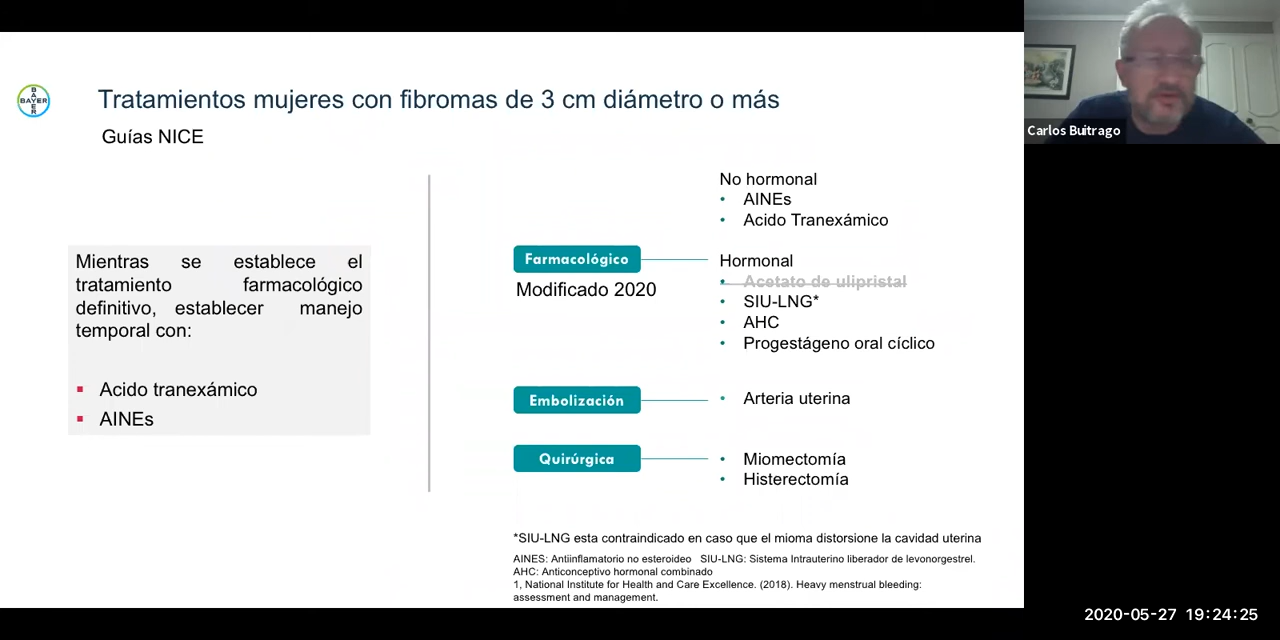 BAYER
BAYER
Tratamientos mujeres con fibromas de 3 cm diámetro o más
Guías NICE
Mientras se establece el
tratamiento farmacológico
definitivo, establecer manejo
temporal con:
▪ Acido tranexámico
▪ AINEs
Farmacológico
Modificado 2020
No hormonal
• AINEs
• Acido Tranexámico
Hormonal
• Acetato de ulipristal
• SIU-LNG*
• AHC
• Progestágeno oral cíclico
Embolización
• Arteria uterina
Quirúrgica
• Miomectomía
• Histerectomía
*SIU-LNG esta contraindicado en caso que el mioma distorsione la cavidad uterina
AINES: Antiinflamatorio no esteroideo SIU-LNG: Sistema Intrauterino liberador de levonorgestrel.
AHC: Anticonceptivo hormonal combinado
1, National Institute for Health and Care Excellence. (2018). Heavy menstrual bleeding:
assessment and management.
Carlos Buitrago
2020-05-27 19:24:25